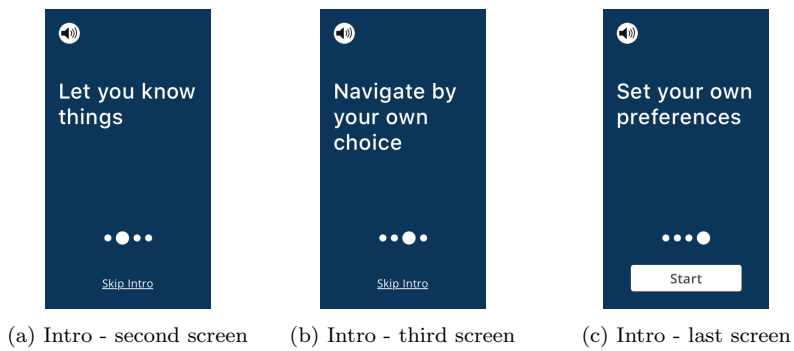 Let you know
things
Skip Intro
(a) Intro - second screen
Navigate by
your own
choice
Skip Intro
(b) Intro - third screen
Set your own
preferences
Start
(c) Intro - last screen